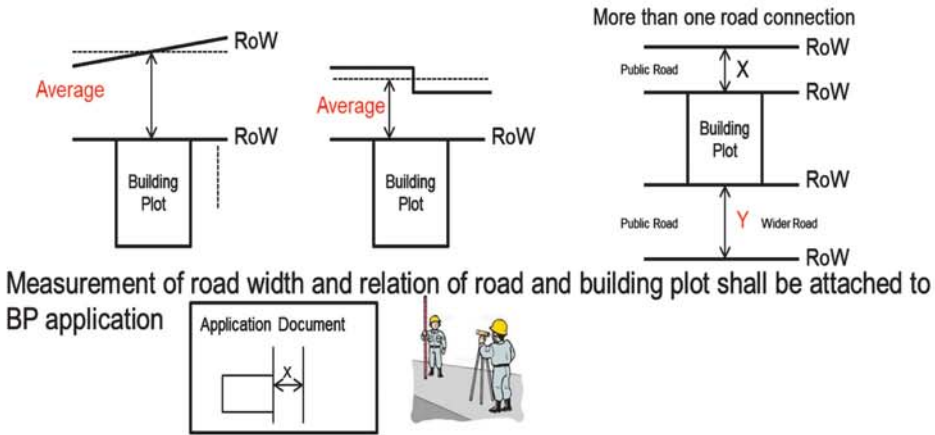 RoW
Average
RoW
Building
Plot
Average
RoW
Building
Plot
More than one road connection
RoW
Public Road X
RoW
Building
Plot
RoW
Public Road Y Wider Road
RoW
Measurement of road width and relation of road and building plot shall be attached to
BP application
Application Document
X